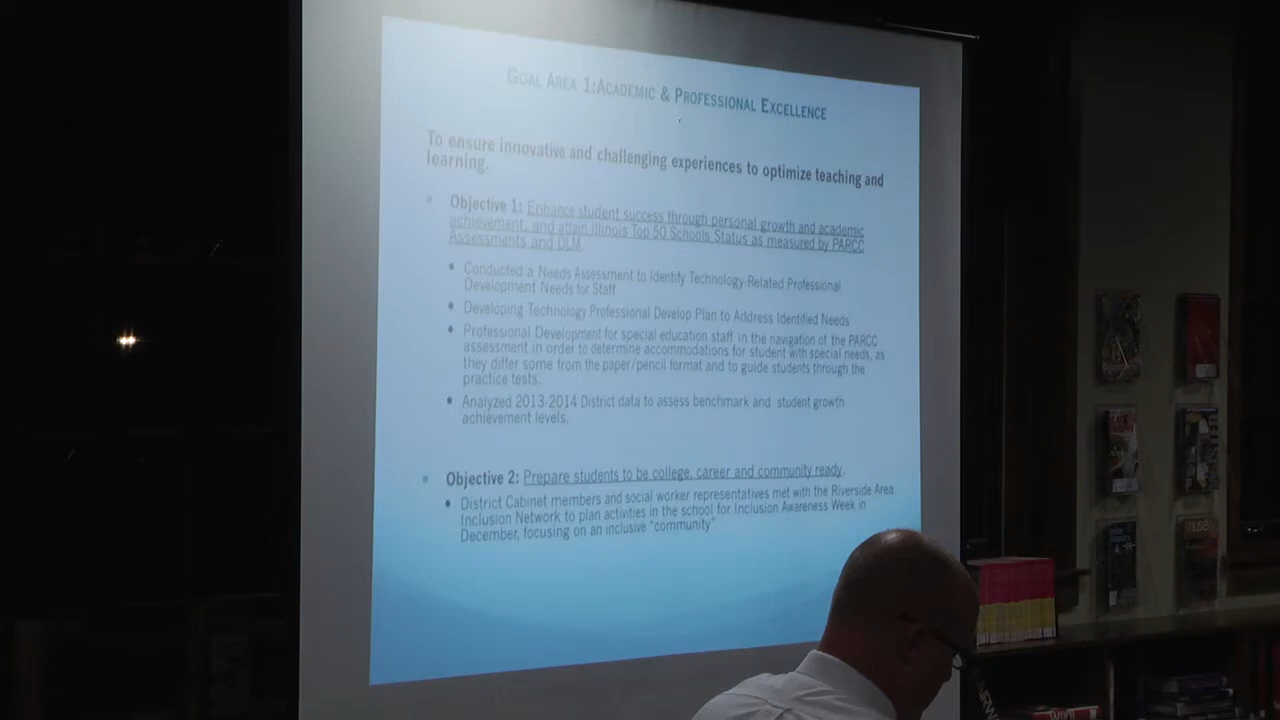 GOAL AREA 1:ACADEMIC & PROFESSIONAL EXCELLENCE
To ensure innovative and challenging experiences to optimize teaching and
learning.
Objective 1: Enhance student success through personal growth and academic
achievement, and attain Illinois Top 50 Schools Status as measured by PARCC
Assessments and DLM
Conducted a Needs Assessment to Identify Technology Related Professional
Development Needs for Staff
Developing Technology Professional Develop Plan to Address Identified Needs
Professional Development for special education staff in the navigation of the PARCC
assessment in order to determine accommodations for student with special needs, as
they differ some from the paper/pencil format and to guide students through the
practice tests.
Analyzed 2013-2014 District data to assess benchmark and student growth
achievement levels.
Objective 2: Prepare students to be college, career and community ready.
District Cabinet members and social worker representatives met with the Riverside Area
Inclusion Network to plan activities in the school for Inclusion Awareness Week in
December, focusing on an inclusive "community"